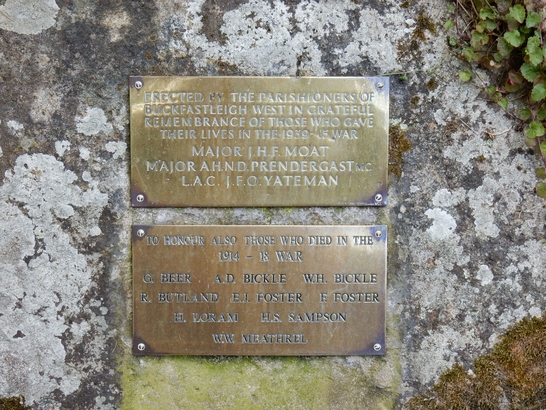 ERECTED BY THE PARISHIONERS OF
BUCKFASTLEIGH WEST IN GRATEFUL
REMEMBRANCE OF THOSE WHO GAVE
THEIR LIVES IN THE 1939-45 WAR
MAJOR J.H.F. MOAT
MAJOR A.H.N.D. PRENDERGAST MC
L.A.C. J.F.O. YATEMAN
TO HONOUR ALSO THOSE WHO DIED IN THE
1914 - 18 WAR
G. BEER A.D. BICKLE W.H. BICKLE
R. BUTLAND E.J. FOSTER F. FOSTER
H. LORAM H.S. SAMPSON
W.W. MEATHREL